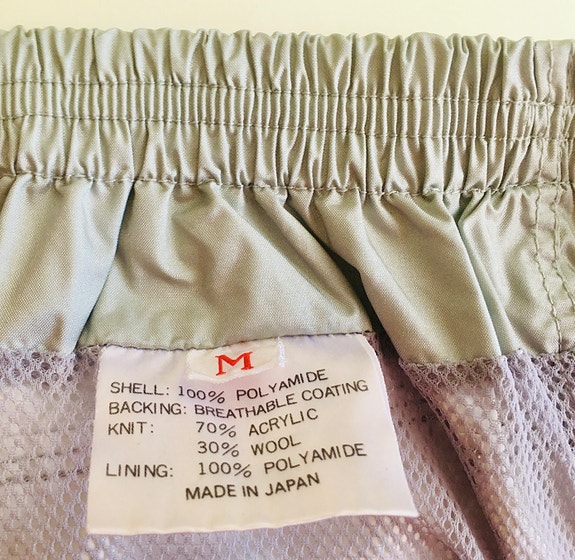 M
SHELL: 100% POLYAMIDE
BACKING: BREATHABLE COATING
KNIT: 70% ACRYLIC
30% WOOL
LINING: 100% POLYAMIDE
MADE IN JAPAN